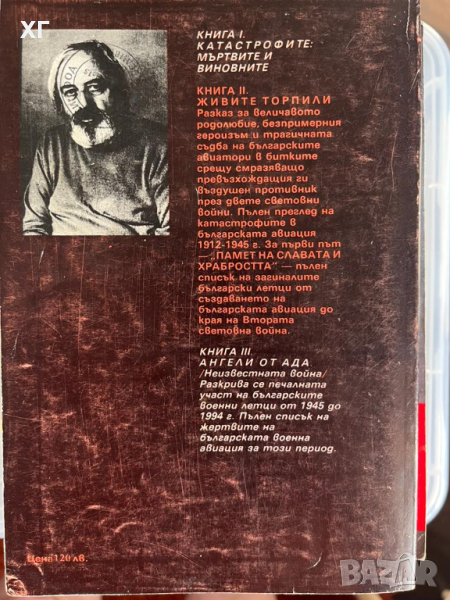 ХГ
КНИГА I.
КАТАСТРОФИТЕ:
МЪРТВИТЕ И
ВИНОВНИТЕ
КНИГА II.
ЖИВИТЕ ТОРПИЛИ
Разказ за величавото
родолюбие, безпримерния
героизъм и трагичната
съдба на българските
авиатори в битките
срещу смразяващо
превъзхождащия ги
въздушен противник
през двете световни
войни. Пълен преглед на
катастрофите в
българската авиация
1912-1945 г. За първи път
— „ПАМЕТ НА СЛАВАТА И
ХРАБРОСТТА" — пълен
списък на загиналите
български летци от
създаването на
българската авиация до
края на Втората
световна война.
КНИГА III.
АНГЕЛИ ОТ АДА
/Неизвестната война/
Разкрива се печалната
участ на българските
военни летци от 1945 до
1994 г. Пълен списък на
жертвите на
българската военна
авиация за този период.
Цена 120 лв.
BAZAR.BG